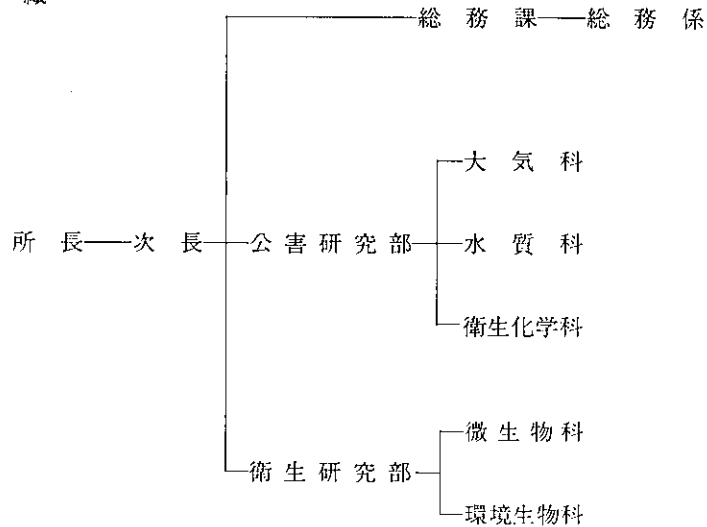 総務課 総務係
大気科
所長 次長 公害研究部 水質科
衛生化学科
微生物科
衛生研究部
環境生物科